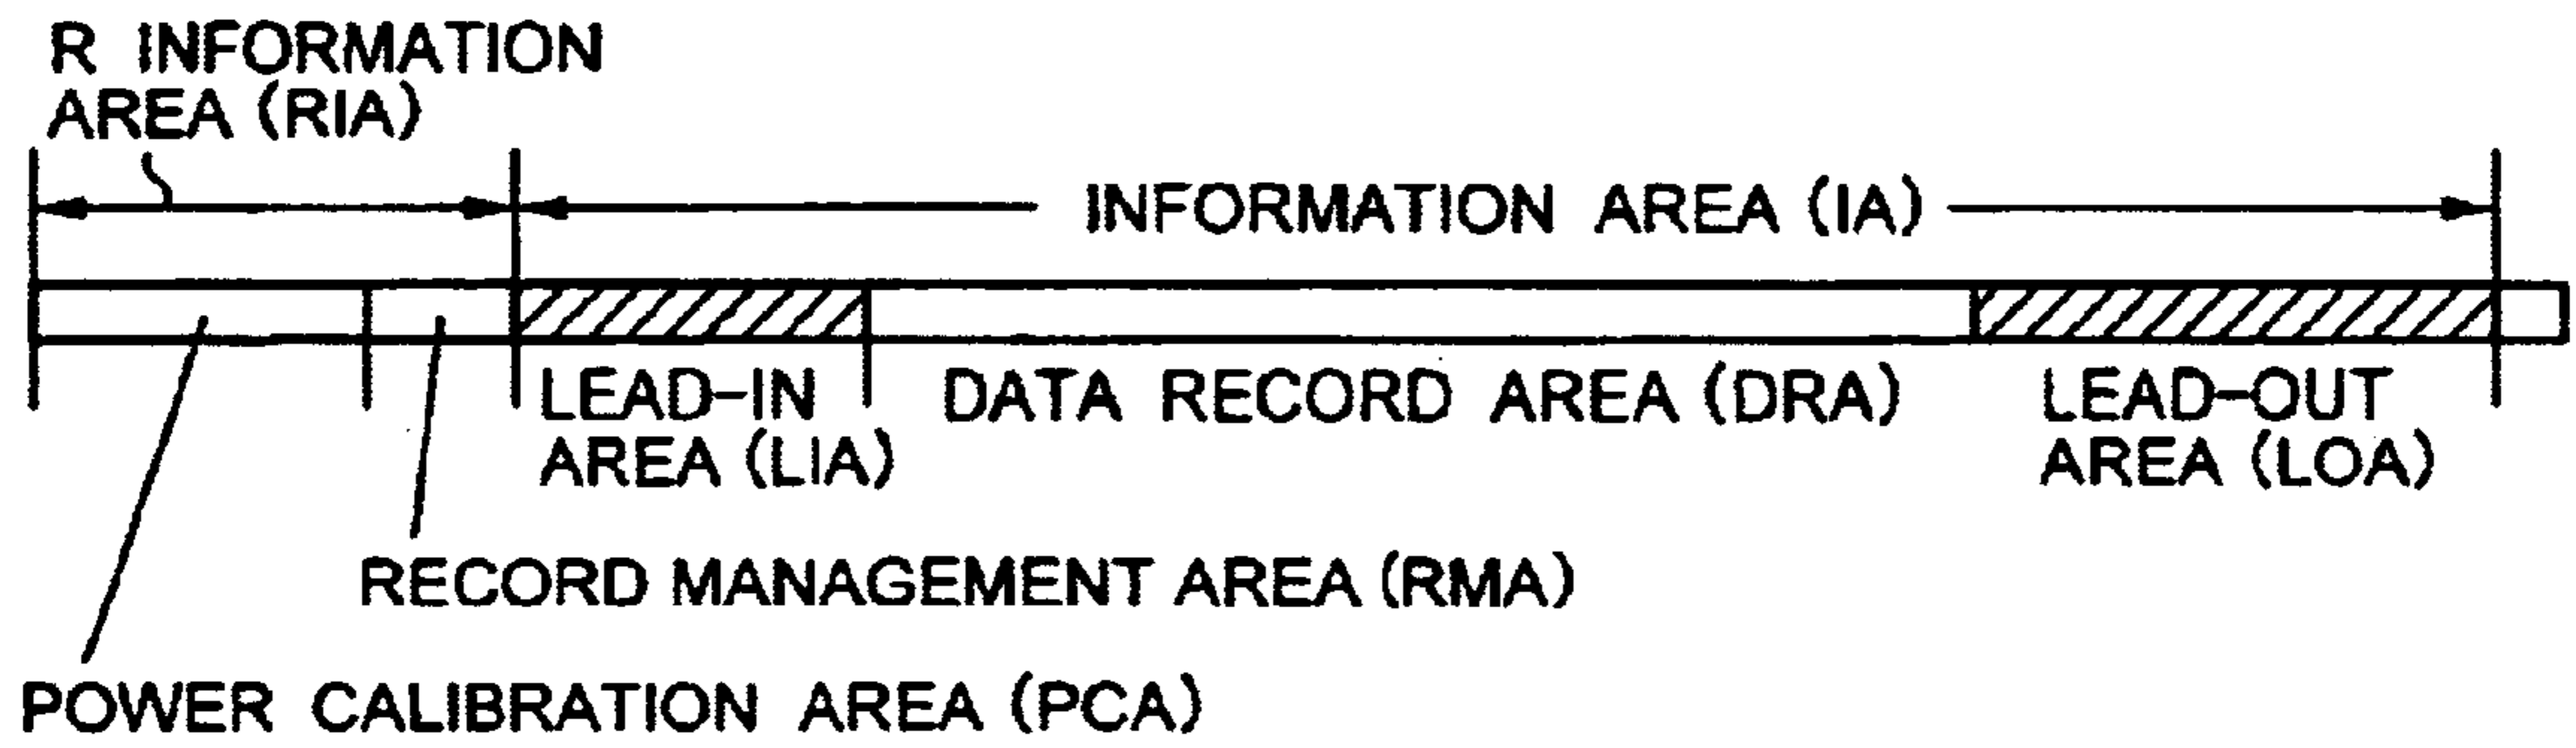 R INFORMATION
AREA (RIA)
INFORMATION AREA (IA)
LEAD-IN
AREA (LIA)
DATA RECORD AREA (DRA)
LEAD-OUT
AREA (LOA)
RECORD MANAGEMENT AREA (RMA)
POWER CALIBRATION AREA (PCA)